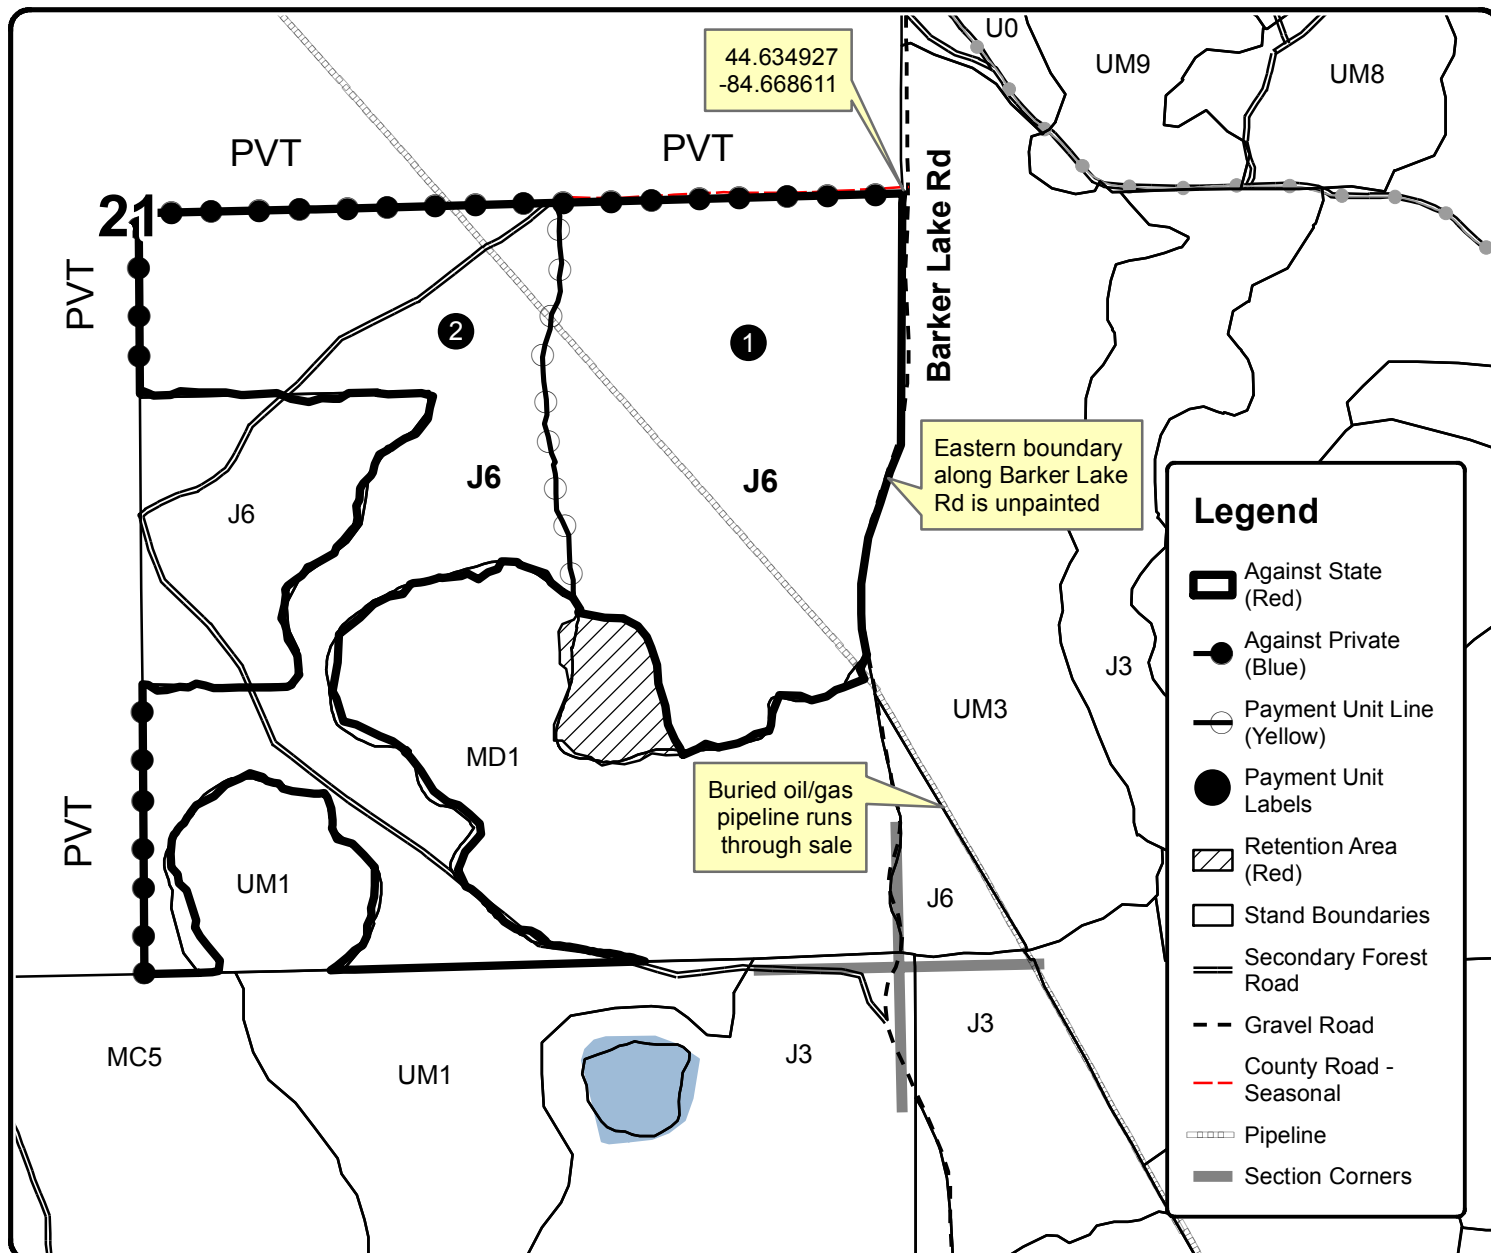 U0
UM9
UM8
44.634927
-84.668611
PVT
PVT
Barker Lake Rd
21
PVT
2
1
J6
J6
J6
Eastern boundary
along Barker Lake
Rd is unpainted
J3
UM3
MD1
Buried oil/gas
pipeline runs
through sale
PVT
UM1
J6
MC5
UM1
J3
J3
Legend
Against State
(Red)
Against Private
(Blue)
Payment Unit Line
(Yellow)
Payment Unit
Labels
Retention Area
(Red)
Stand Boundaries
Secondary Forest
Road
Gravel Road
County Road -
Seasonal
Pipeline
Section Corners